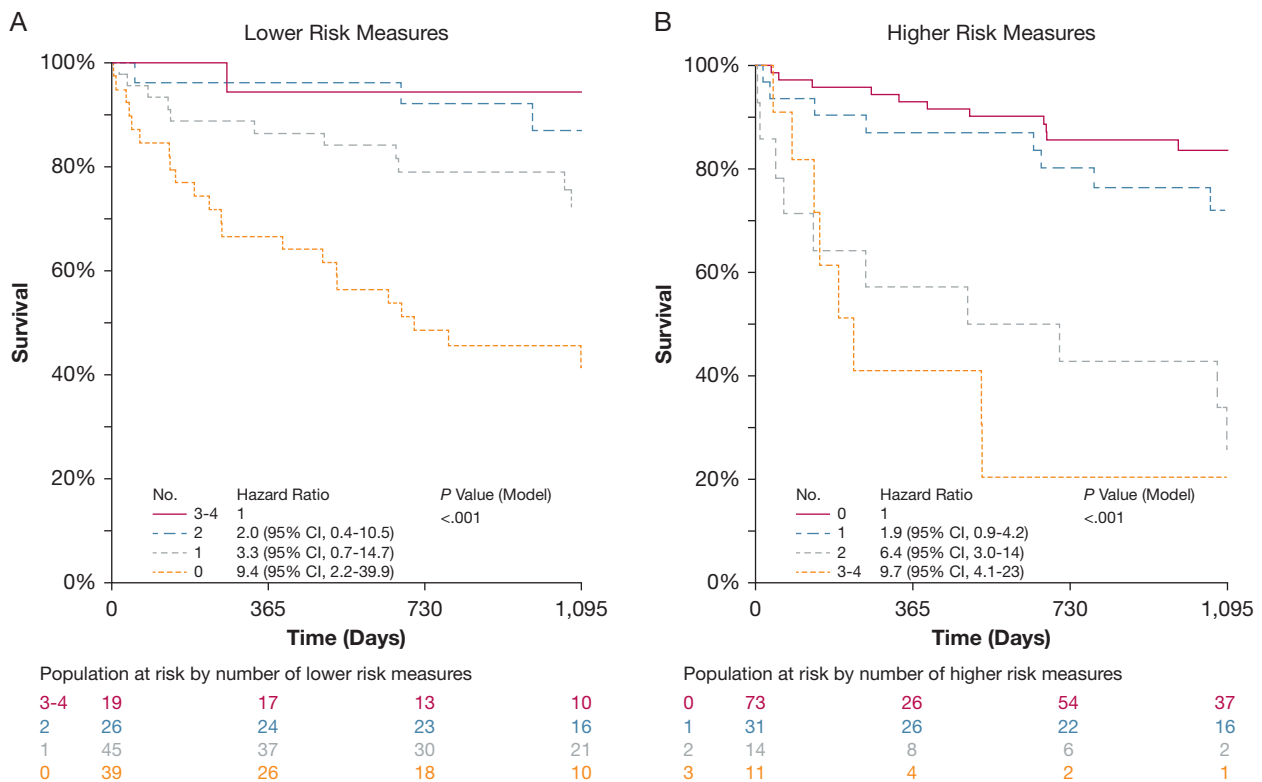 A
Lower Risk Measures
100%
80%
60%
40%
20%
0%
Survival
No. Hazard Ratio P Value (Model)
3-4 1 <.001
2 2.0 (95% CI, 0.4-10.5)
1 3.3 (95% CI, 0.7-14.7)
0 9.4 (95% CI, 2.2-39.9)
0 365 730 1,095
Time (Days)
Population at risk by number of lower risk measures
3-4 19 17 13 10
2 26 24 23 16
1 45 37 30 21
0 39 26 18 10
B
Higher Risk Measures
100%
80%
60%
40%
20%
0%
Survival
No. Hazard Ratio P Value (Model)
0 1 <.001
1 1.9 (95% CI, 0.9-4.2)
2 6.4 (95% CI, 3.0-14)
3-4 9.7 (95% CI, 4.1-23)
0 365 730 1,095
Time (Days)
Population at risk by number of higher risk measures
0 73 26 54 37
1 31 26 22 16
2 14 8 6 2
3 11 4 2 1